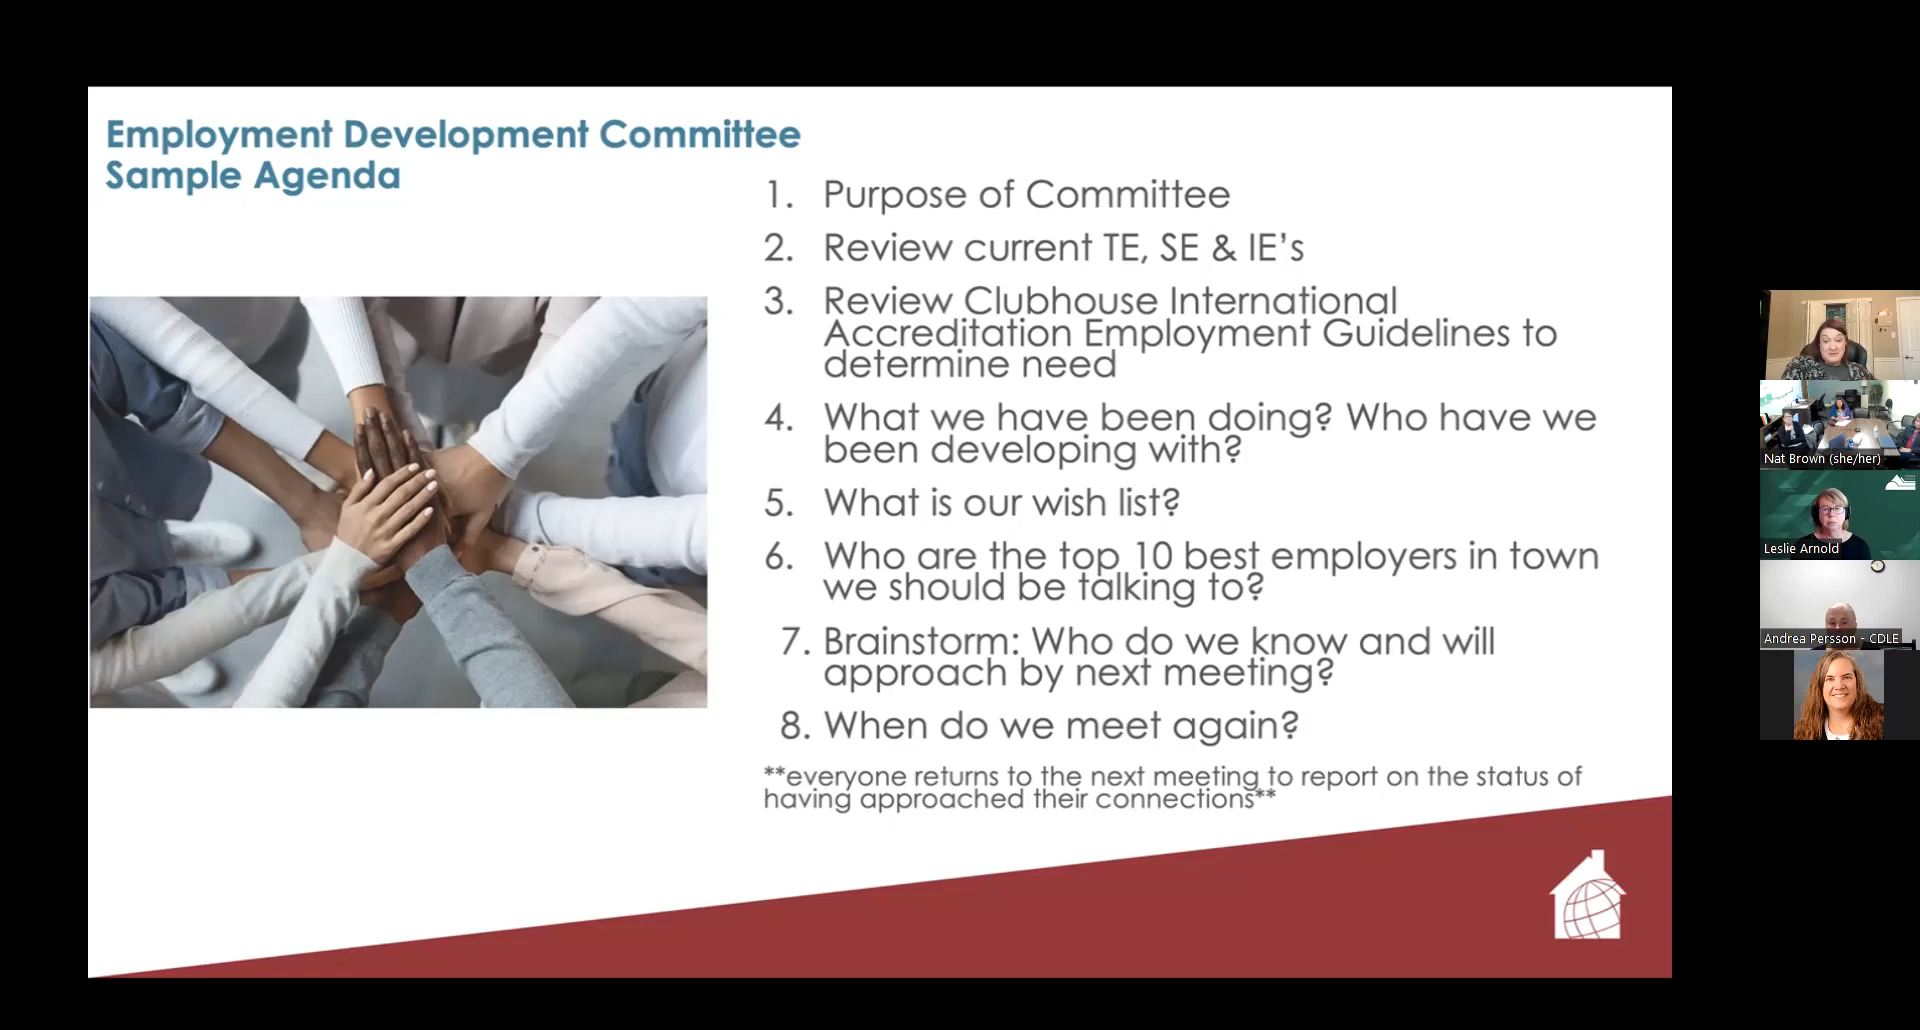 Employment Development Committee
Sample Agenda
1. Purpose of Committee
2. Review current TE, SE & IE's
3. Review Clubhouse International
Accreditation Employment Guidelines to
determine need
4. What we have been doing? Who have we
been developing with?
5. What is our wish list?
6. Who are the top 10 best employers in town
we should be talking to?
7. Brainstorm: Who do we know and will
approach by next meeting?
8. When do we meet again?
**everyone returns to the next meeting to report on the status of
having approached their connections**
Nat Brown (she/her)
Leslie Arnold
Andrea Persson - CDLE